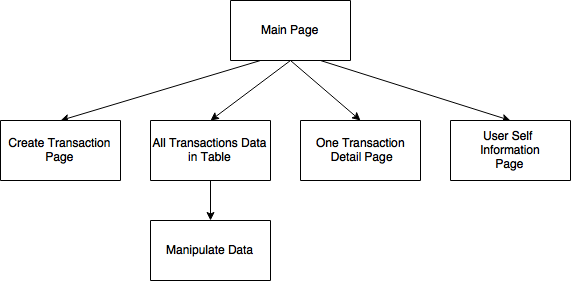 Main Page
Create Transaction
Page
All Transactions Data
in Table
One Transaction
Detail Page
User Self
Information
Page
Manipulate Data